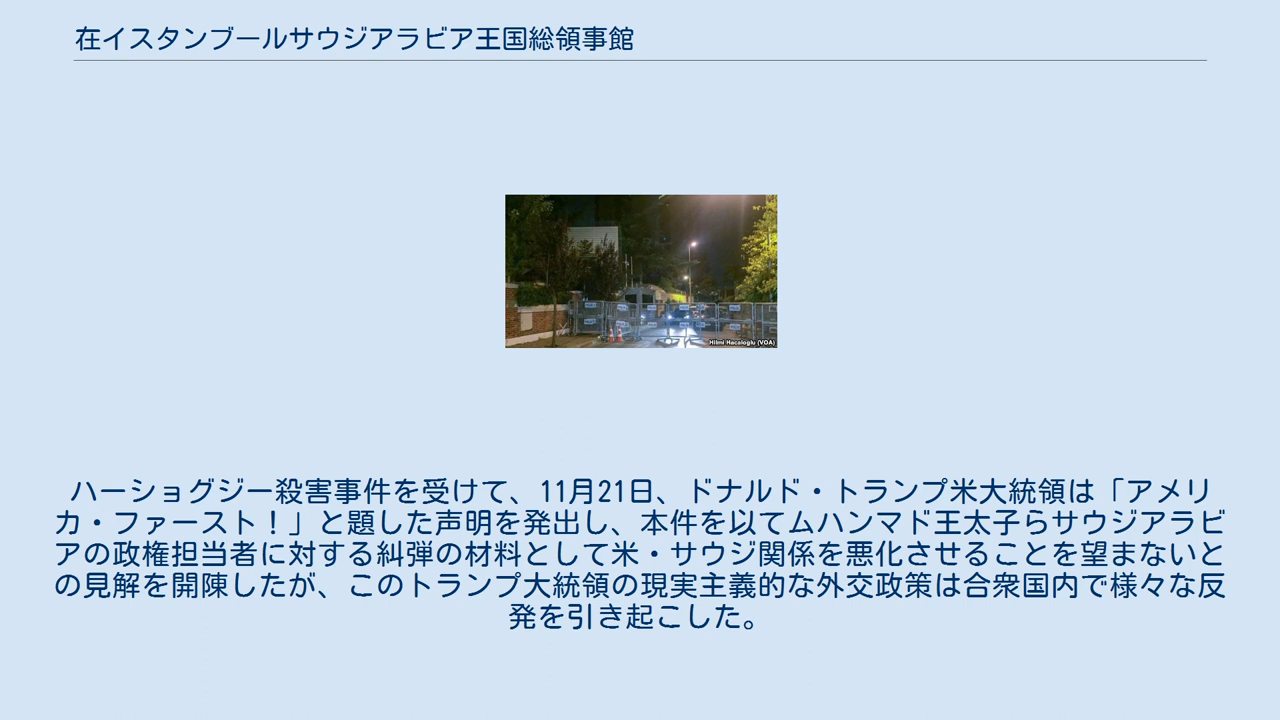 在イスタンブールサウジアラビア王国総領事館
Hilmi Hacaloglu (VOA)
ハーショグジー殺害事件を受けて、11月21日、ドナルド・トランプ米大統領は「アメリ
カ・ファースト！」と題した声明を発出し、本件を以てムハンマド王太子らサウジアラビ
アの政権担当者に対する糾弾の材料として米・サウジ関係を悪化させることを望まないと
の見解を開陳したが、このトランプ大統領の現実主義的な外交政策は合衆国内で様々な反
発を引き起こした。